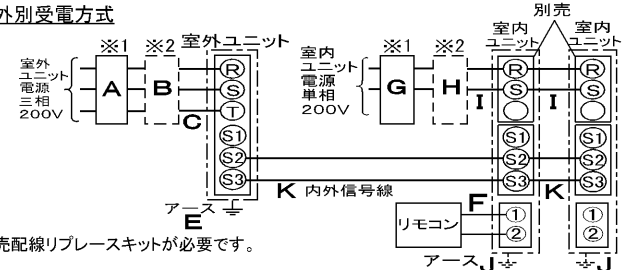 外別受電方式
別売
※1 ※2 室外ユニット
室外
ユニット
電源
三相
200V
A
B
C
R
S
T
S1
S2
S3
アース
E
K 内外信号線
室内
ユニット
電源
単相
200V
※1 ※2
G
H
I
室内
ユニット
R
S
S1
S2
S3
①
②
I
K
室内
ユニット
R
S
S1
S2
S3
①
②
F
リモコン
アース J
J
売配線リプレースキットが必要です。